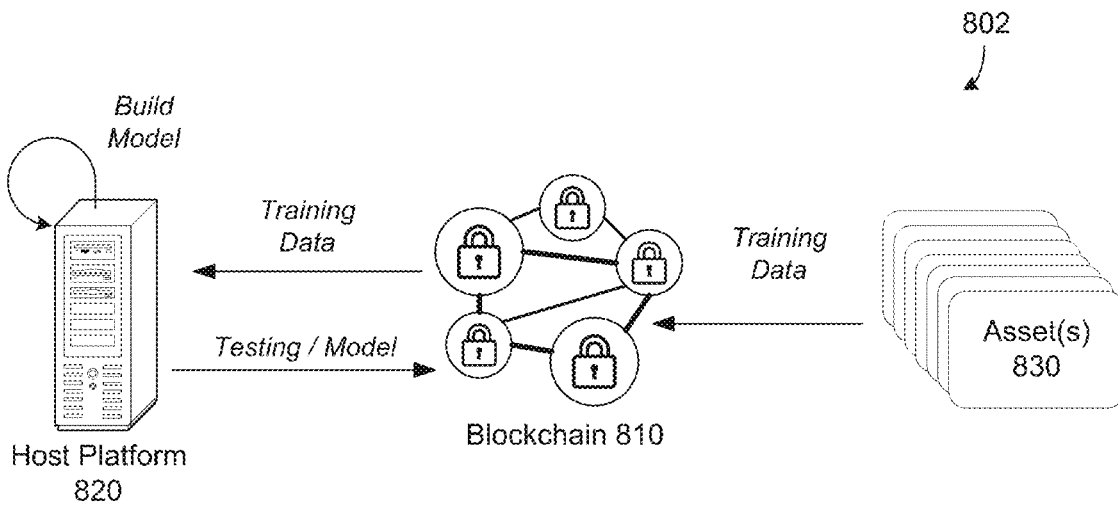 802
Build
Model
Training
Data
Training
Data
Testing / Model
Asset(s)
830
Blockchain 810
Host Platform
820